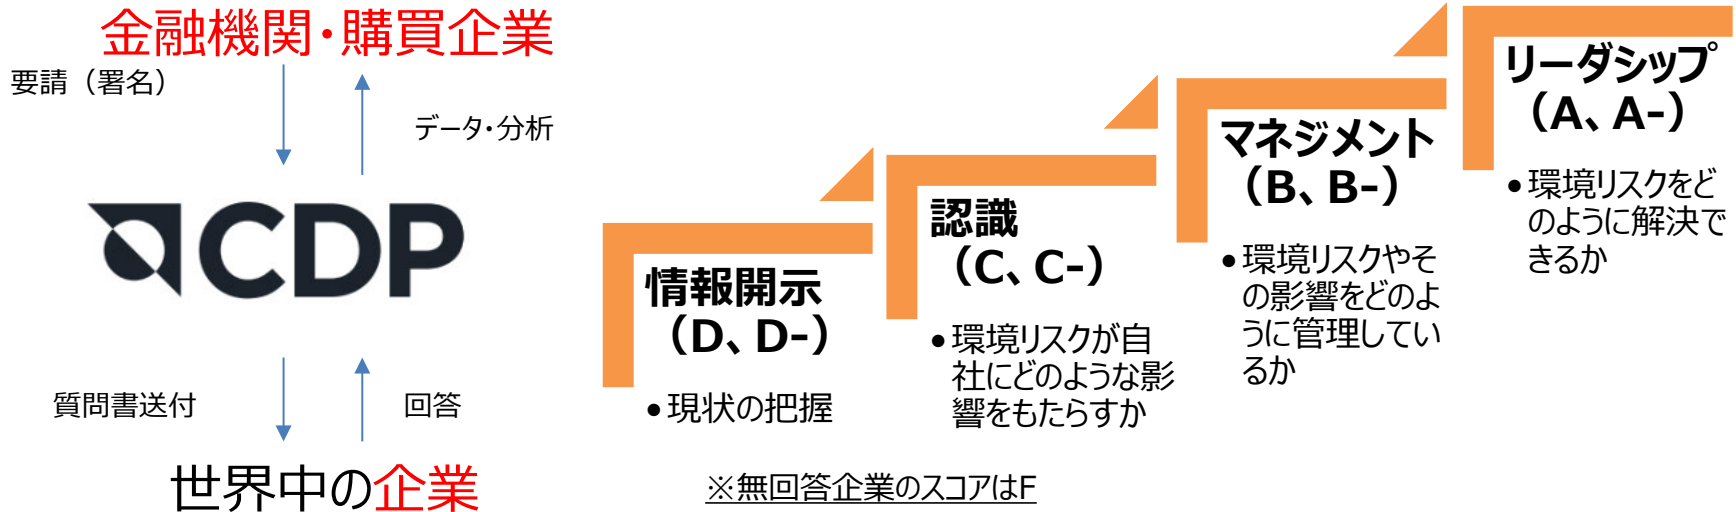 金融機関・購買企業
要請（署名）
データ・分析
CDP
質問書送付
回答
世界中の企業
情報開示
（D、D-）
•現状の把握
認識
（C、C-）
•環境リスクが自
社にどのような影
響をもたらすか
マネジメント
（B、B-）
•環境リスクやそ
の影響をどのよ
うに管理してい
るか
リーダシップ
（A、A-）
•環境リスクをど
のように解決で
きるか
※無回答企業のスコアはF